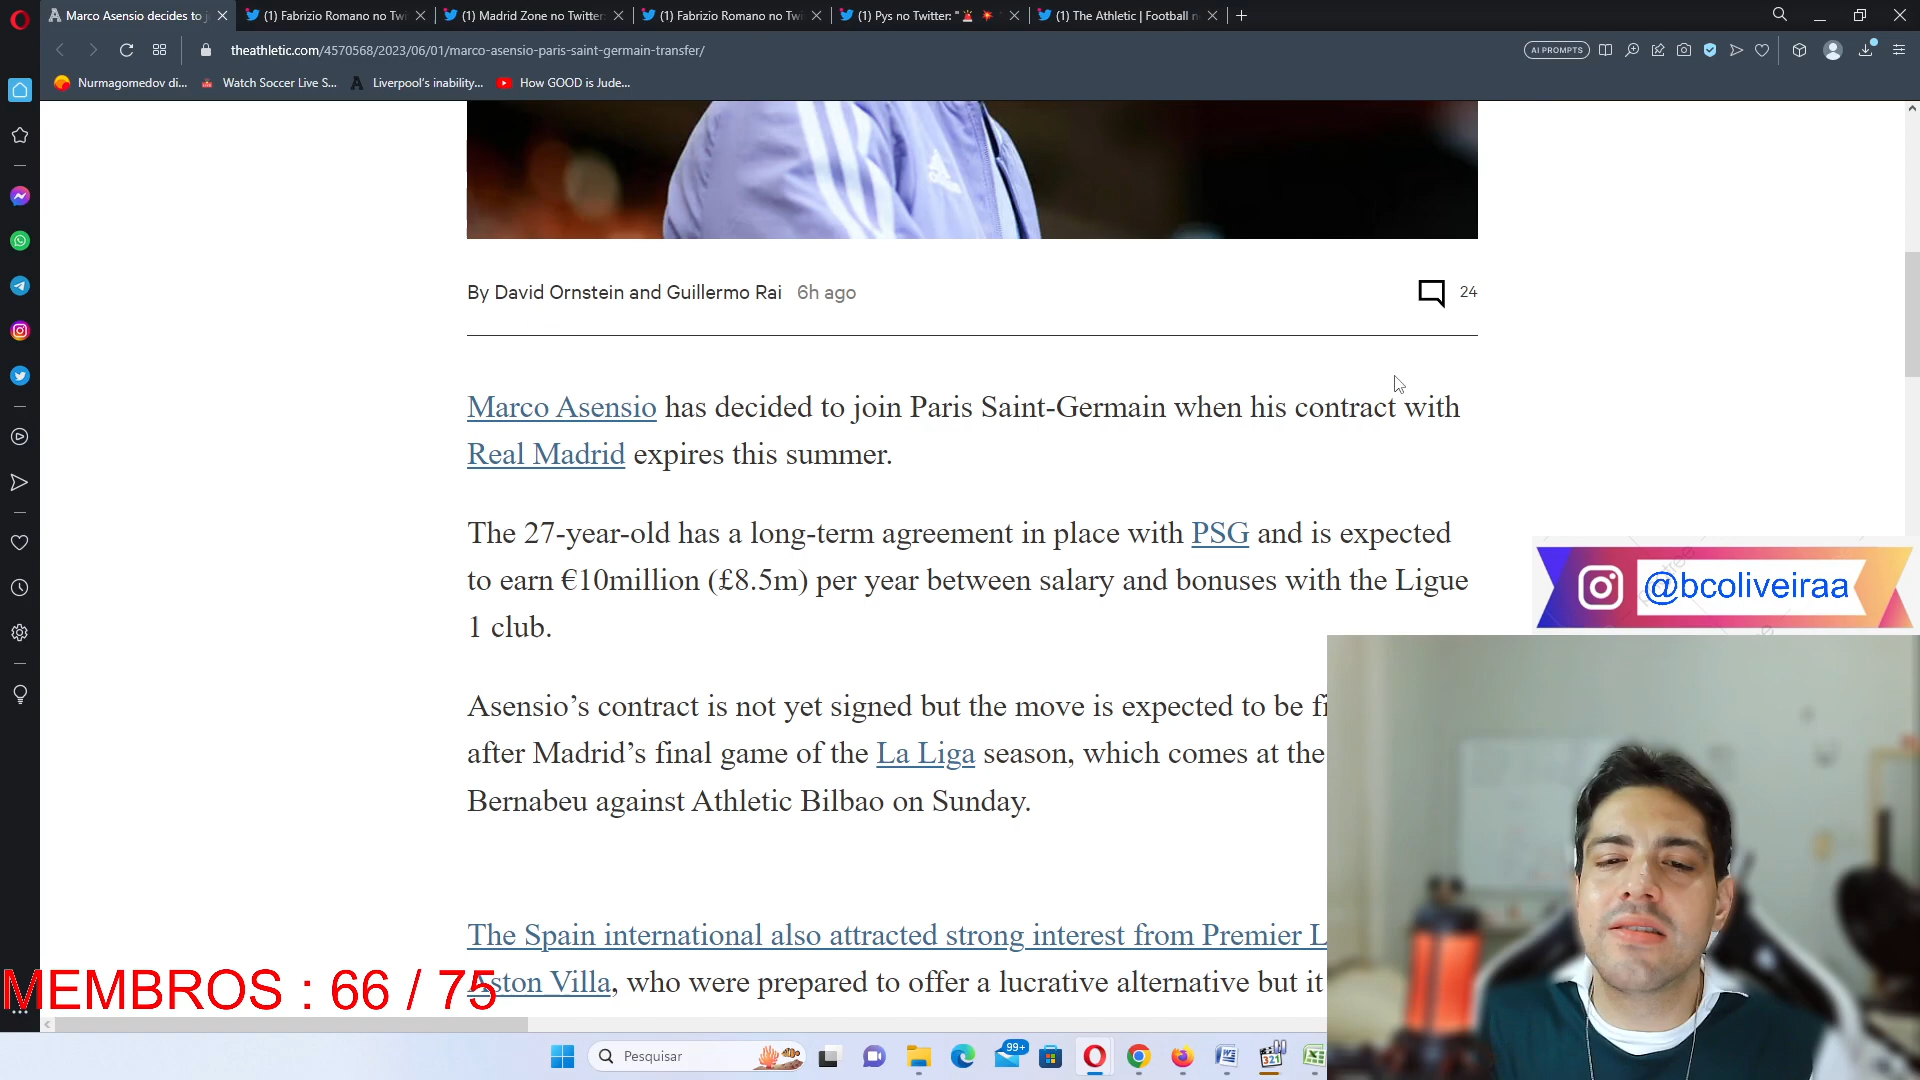 Marco Asensio decides to j
(1) Fabrizio Romano no Twi
(1) Madrid Zone no Twitter:
(1) Fabrizio Romano no Twi
(1) Pys no Twitter: "🚨 💥
(1) The Athletic | Football n
theathletic.com/4570568/2023/06/01/marco-asensio-paris-saint-germain-transfer/
AI PROMPTS
Nurmagomedov di...
Watch Soccer Live S...
Liverpool's inability...
How GOOD is Jude...
By David Ornstein and Guillermo Rai 6h ago
24
Marco Asensio has decided to join Paris Saint-Germain when his contract with
Real Madrid expires this summer.
The 27-year-old has a long-term agreement in place with PSG and is expected
to earn €10million (£8.5m) per year between salary and bonuses with the Ligue
1 club.
@bcoliveiraa
Asensio’s contract is not yet signed but the move is expected to be fi
after Madrid’s final game of the La Liga season, which comes at the
Bernabeu against Athletic Bilbao on Sunday.
The Spain international also attracted strong interest from Premier L
Aston Villa, who were prepared to offer a lucrative alternative but it
MEMBROS : 66 / 75
Pesquisar
99+
321